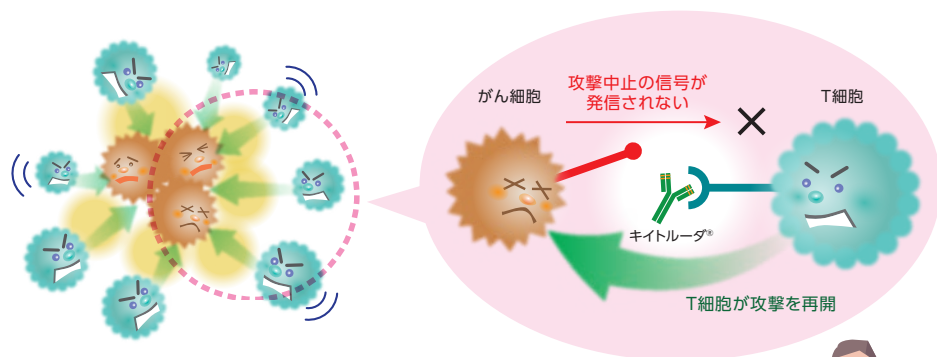 がん細胞
攻撃中止の信号が
発信されない
T細胞
キイトルーダ®
T細胞が攻撃を再開